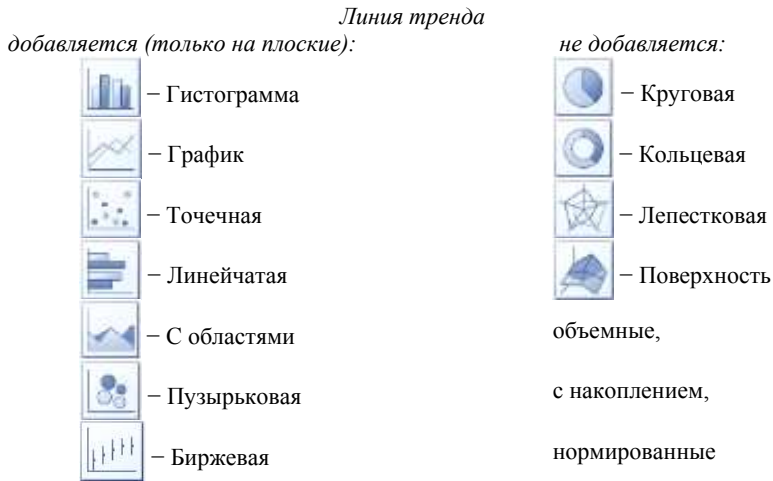 Линия тренда
добавляется (только на плоские):
− Гистограмма
− График
− Точечная
− Линейчатая
− С областями
− Пузырьковая
− Биржевая
не добавляется:
− Круговая
− Кольцевая
− Лепестковая
− Поверхность
объемные,
с накоплением,
нормированные